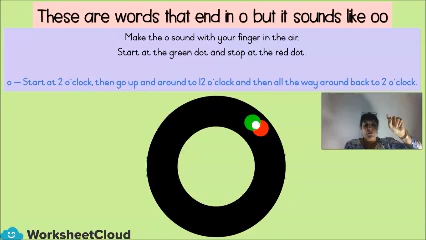 These are words that end in o but it sounds like oo
Make the o sound with your finger in the air.
Start at the green dot and stop at the red dot
o – Start at 2 o'clock, then go up and around to 12 o'clock and then all the way around back to 2 o'clock.
WorksheetCloud